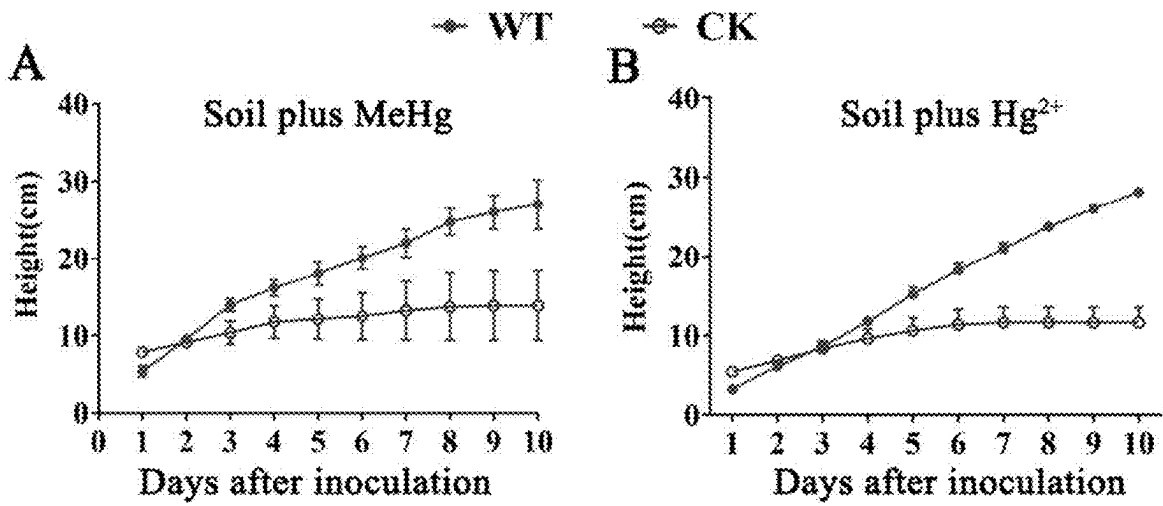 WT CK
A B
Soil plus MeHg
Soil plus Hg²⁺
Height(cm)
40
30
20
10
0
0 1 2 3 4 5 6 7 8 9 10
Days after inoculation
Height(cm)
40
30
20
10
0
1 2 3 4 5 6 7 8 9 10
Days after inoculation